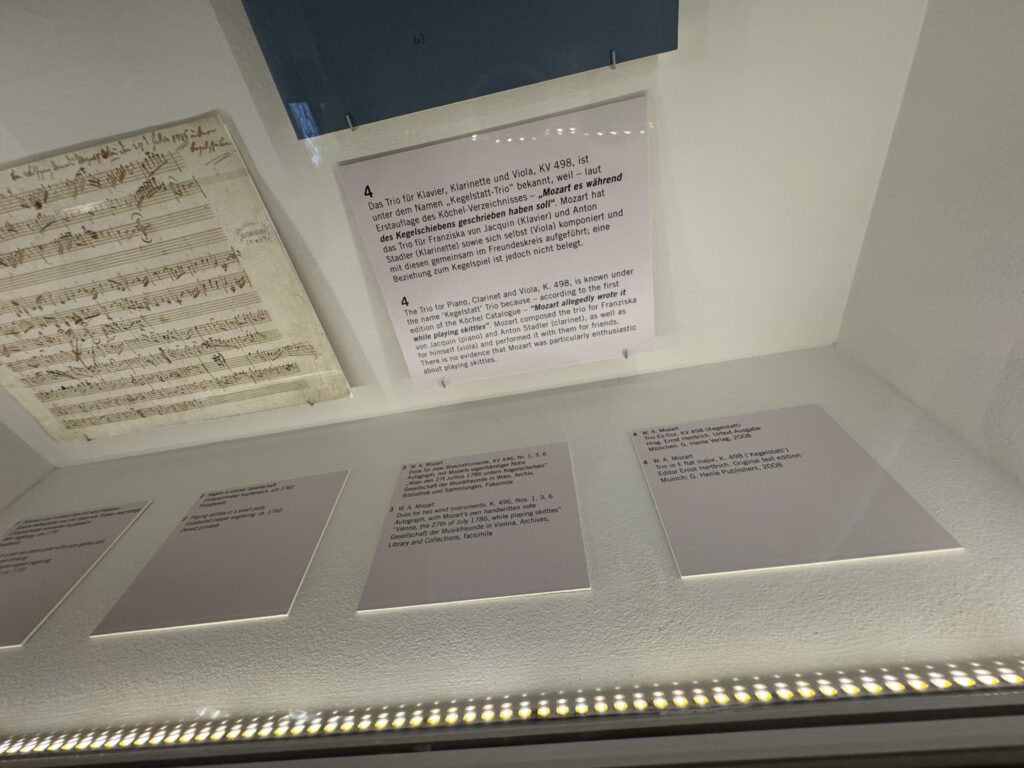 63
4
Das Trio für Klavier, Klarinette und Viola, KV 498, ist
unter dem Namen „Kegelstatt-Trio“ bekannt, weil – laut
Erstauflage des Köchel-Verzeichnisses – „Mozart es während
des Kegelschiebens geschrieben haben soll“. Mozart hat
das Trio für Franziska von Jacquin (Klavier) und Anton
Stadler (Klarinette) sowie sich selbst (Viola) komponiert und
mit diesen gemeinsam im Freundeskreis aufgeführt; eine
Beziehung zum Kegelspiel ist jedoch nicht belegt.
4
The Trio for Piano, Clarinet and Viola, K. 498, is known under
the name "Kegelstatt" Trio because – according to the first
edition of the Köchel Catalogue – "Mozart allegedly wrote it
while playing skittles". Mozart composed the trio for Franziska
von Jacquin (piano) and Anton Stadler (clarinet), as well as
for himself (viola) and performed it with them for friends.
There is no evidence that Mozart was particularly enthusiastic
about playing skittles.
2 Kegeln in kleiner Gesellschaft
Kolorierter Kupferstich, um 1760
Playing skittles in a small party
Coloured copper engraving, ca. 1760
3 W. A. Mozart
Duos für zwei Blasinstrumente, KV 496, Nr. 1, 3, 6
Autograph, mit Mozarts eigenhändiger Notiz
„Wien den 27t. Jullius 1786 untern Kegelscheiben“
Gesellschaft der Musikfreunde in Wien, Archiv,
Bibliothek und Sammlungen, Faksimile
3 W. A. Mozart
Duos for two wind instruments, K. 496, Nos. 1, 3, 6
Autograph, with Mozart's own handwritten note
"Vienna, the 27th of July 1786, while playing skittles"
Gesellschaft der Musikfreunde in Vienna, Archives,
Library and Collections, facsimile
4 W. A. Mozart
Trio Es-Dur, KV 498 (Kegelstatt)
Hrsg. Ernst Herttrich. Urtext-Ausgabe
München: G. Henle Verlag, 2008
4 W. A. Mozart
Trio in E flat major, K. 498 ('Kegelstatt')
Editor Ernst Herttrich. Original text edition
Munich: G. Henle Publishers, 2008